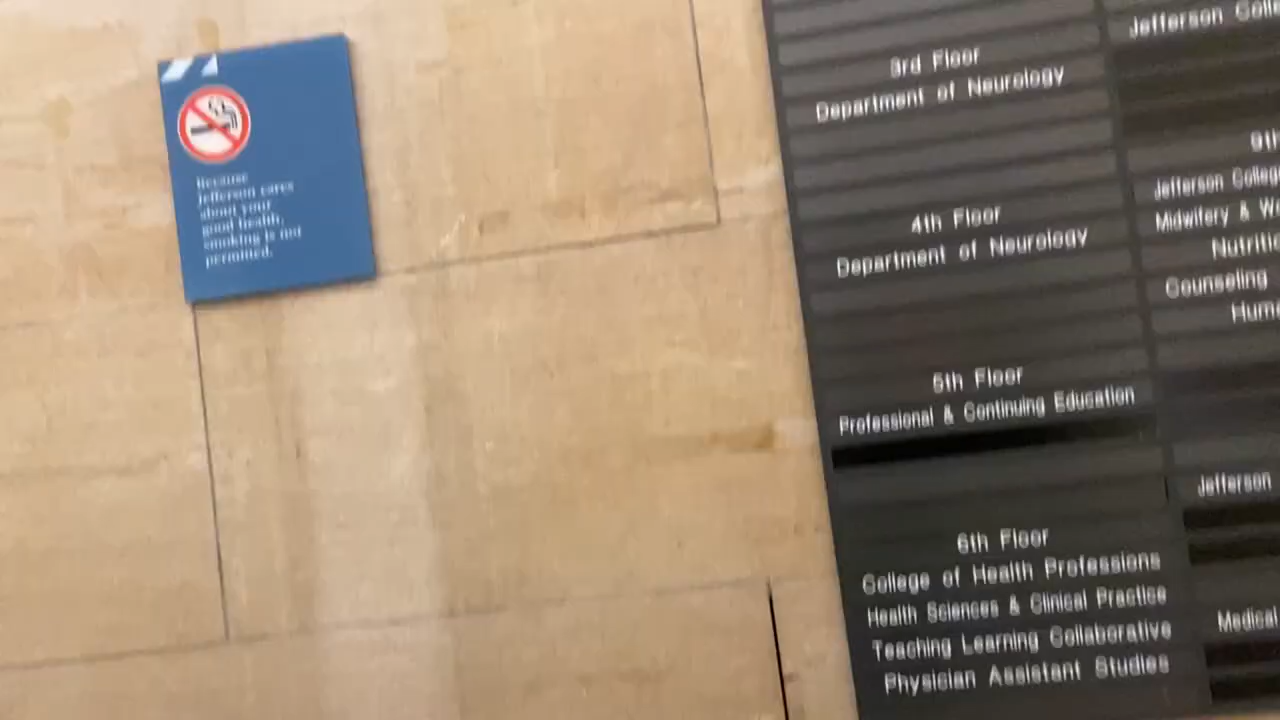 Because
Jefferson cares
about your
good health,
smoking is not
permitted.
3rd Floor
Department of Neurology
4th Floor
Department of Neurology
5th Floor
Professional & Continuing Education
6th Floor
College of Health Professions
Health Sciences & Clinical Practice
Teaching Learning Collaborative
Physician Assistant Studies
Jefferson
Jefferson
Midwifery &
Counseling
Jefferson
Medical